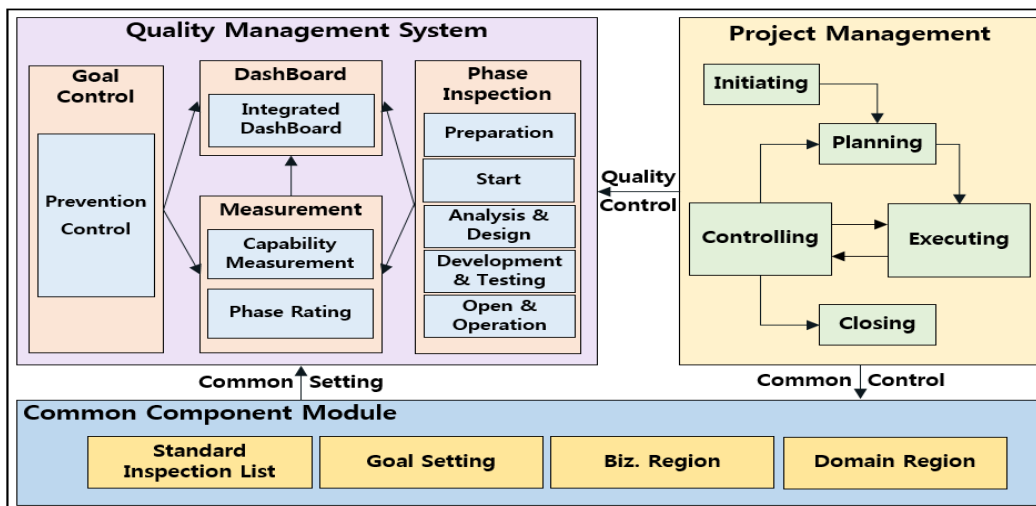 Quality Management System
Goal
Control
Prevention
Control
DashBoard
Integrated
DashBoard
Measurement
Capability
Measurement
Phase Rating
Phase
Inspection
Preparation
Start
Analysis &
Design
Development
& Testing
Open &
Operation
Quality
Control
Project Management
Initiating
Planning
Controlling
Executing
Closing
Common Setting
Common Control
Common Component Module
Standard
Inspection List
Goal Setting
Biz. Region
Domain Region